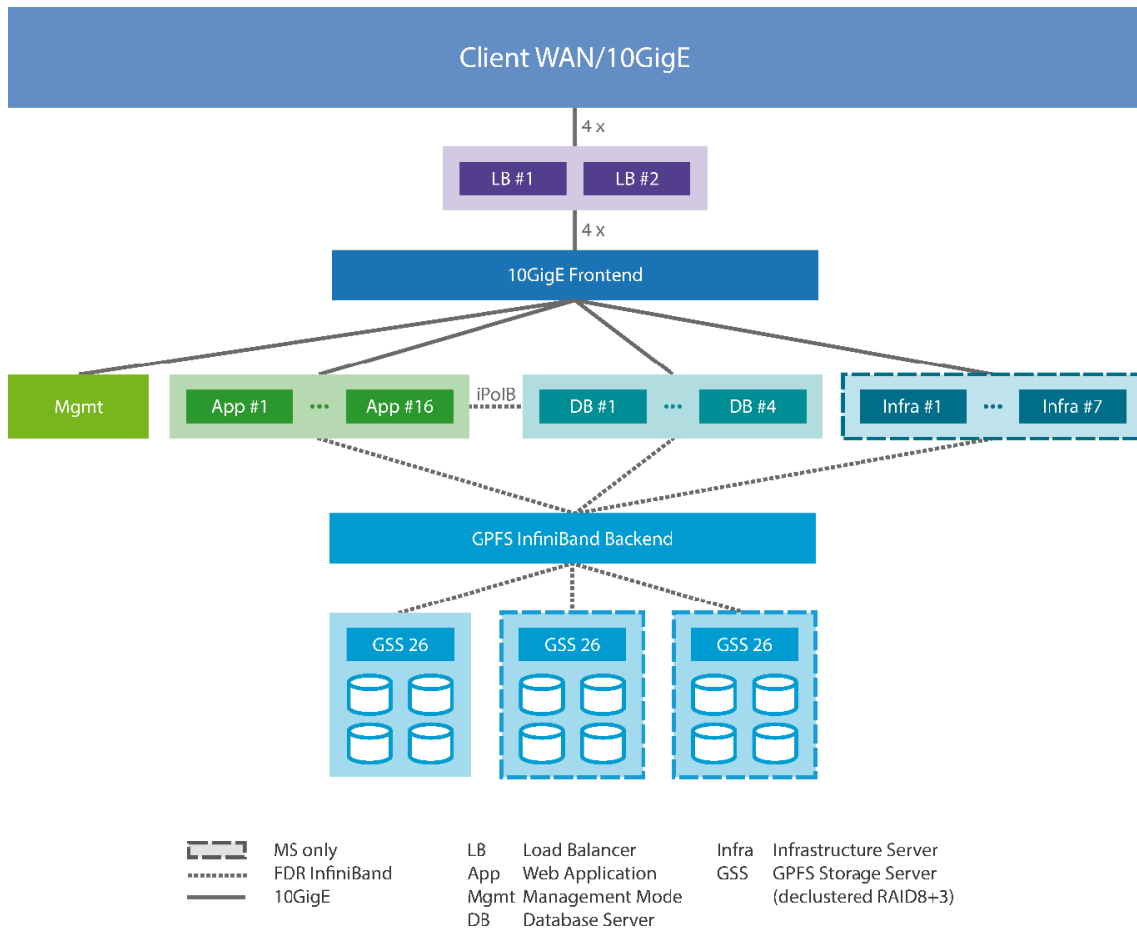 Client WAN/10GigE
4 x
LB #1 LB #2
4 x
10GigE Frontend
Mgmt App #1 ... App #16 iPoIB DB #1 ... DB #4 Infra #1 ... Infra #7
GPFS InfiniBand Backend
GSS 26 GSS 26 GSS 26
MS only
FDR InfiniBand
10GigE
LB Load Balancer
App Web Application
Mgmt Management Mode
DB Database Server
Infra Infrastructure Server
GSS GPFS Storage Server
(declustered RAID8+3)